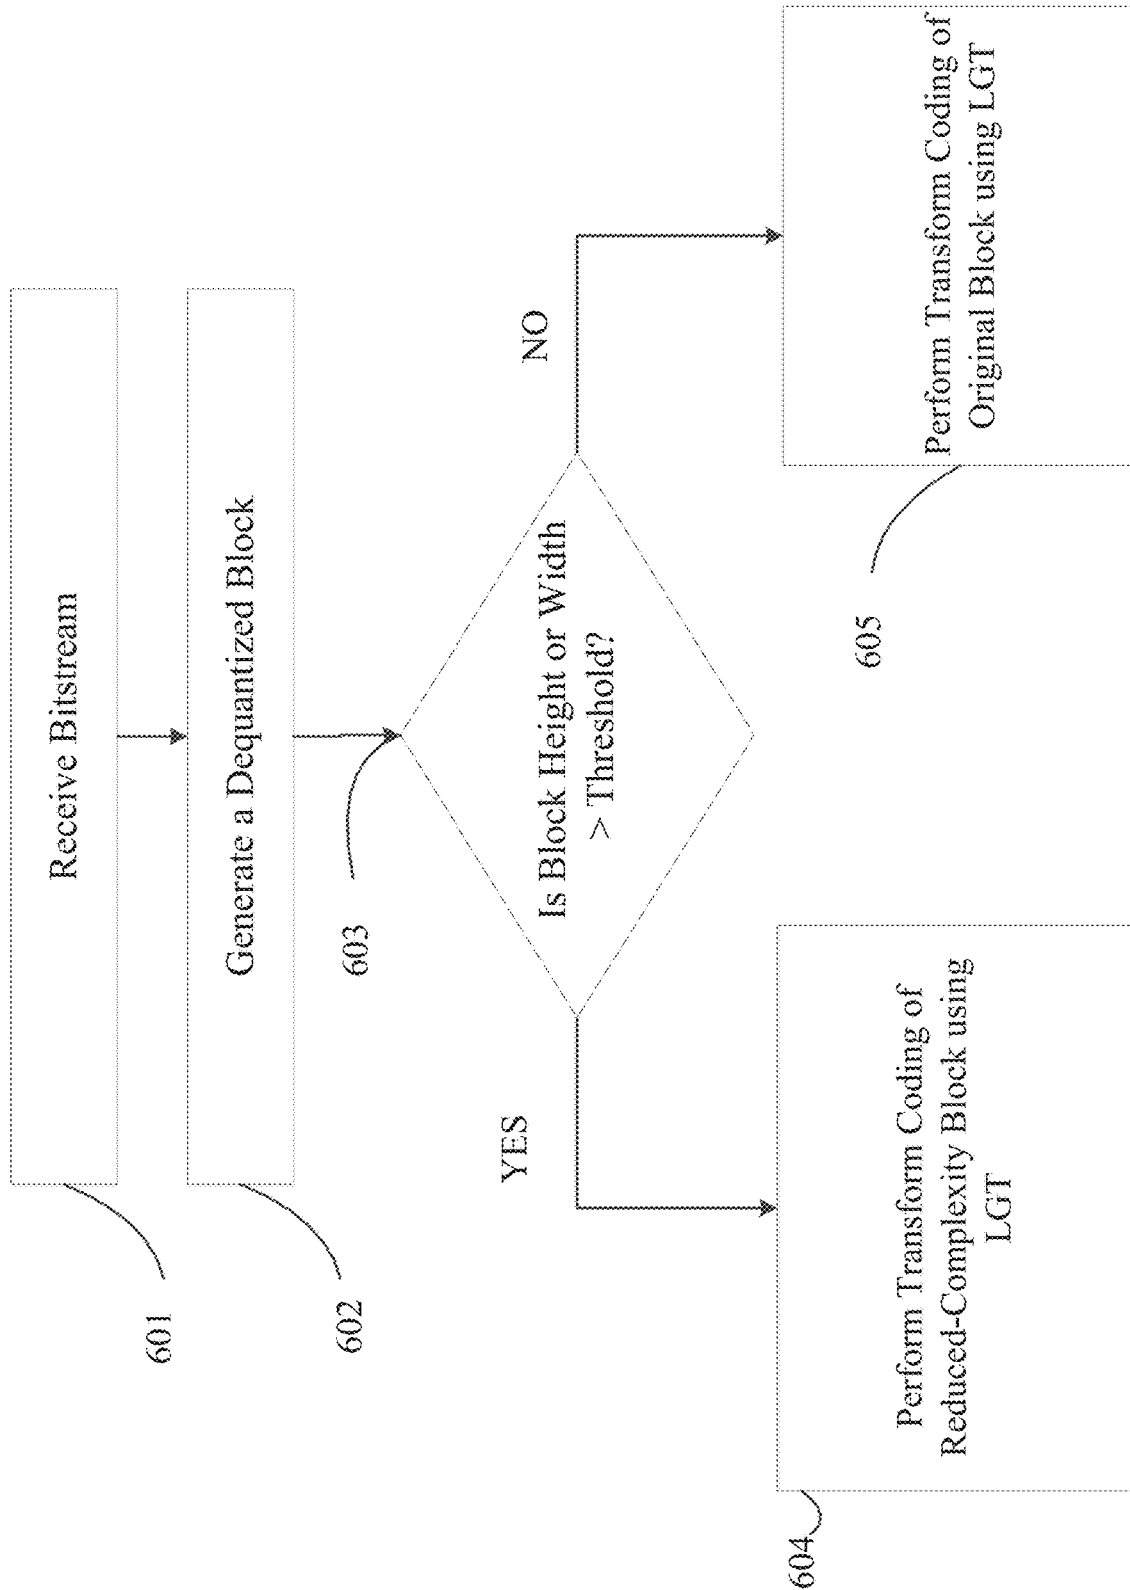 Receive Bitstream
601
Generate a Dequantized Block
602
603
Is Block Height or Width
> Threshold?
YES
NO
Perform Transform Coding of
Reduced-Complexity Block using
LGT
604
Perform Transform Coding of
Original Block using LGT
605